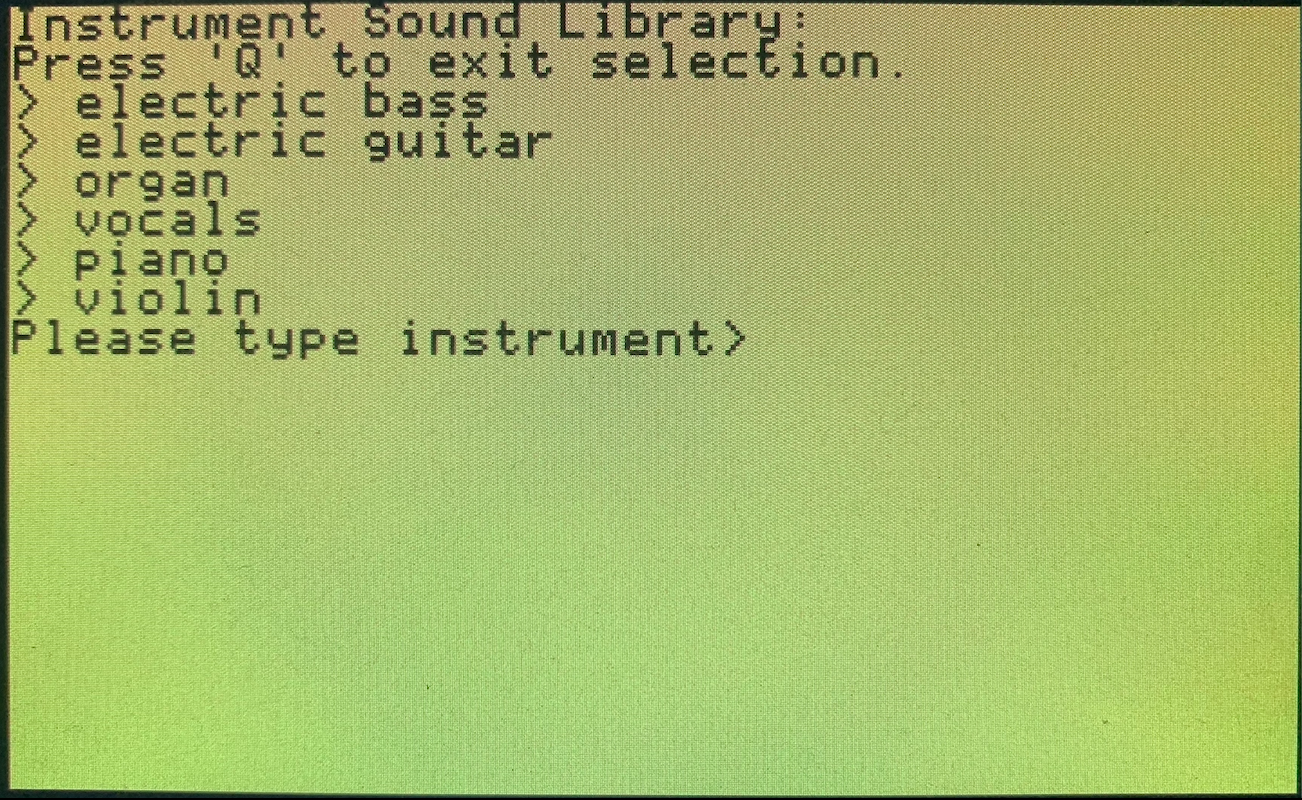 Instrument Sound Library:
Press 'Q' to exit selection.
> electric bass
> electric guitar
> organ
> vocals
> piano
> violin
Please type instrument>